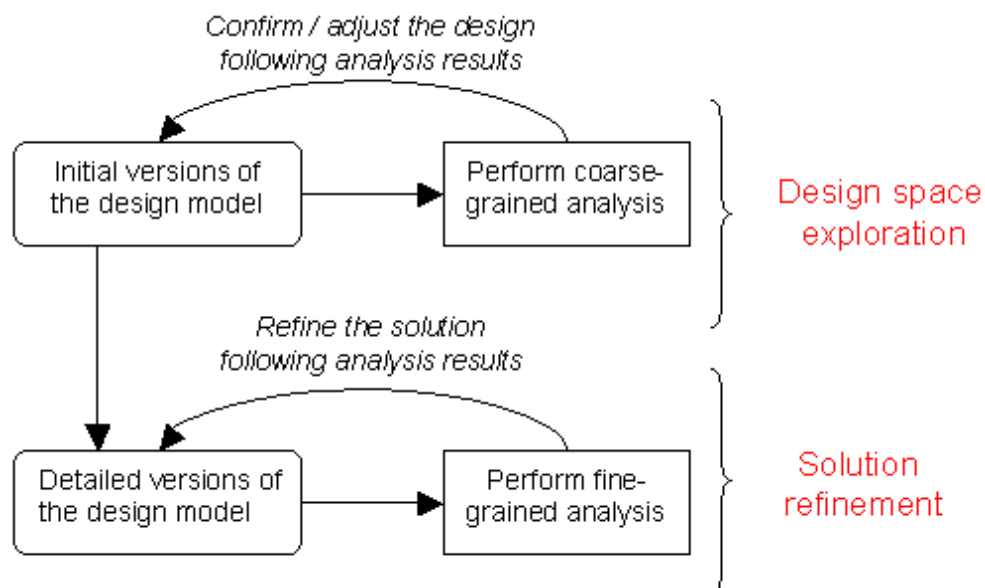 Confirm / adjust the design
following analysis results
Initial versions of
the design model
Perform coarse-
grained analysis
Design space
exploration
Refine the solution
following analysis results
Detailed versions of
the design model
Perform fine-
grained analysis
Solution
refinement